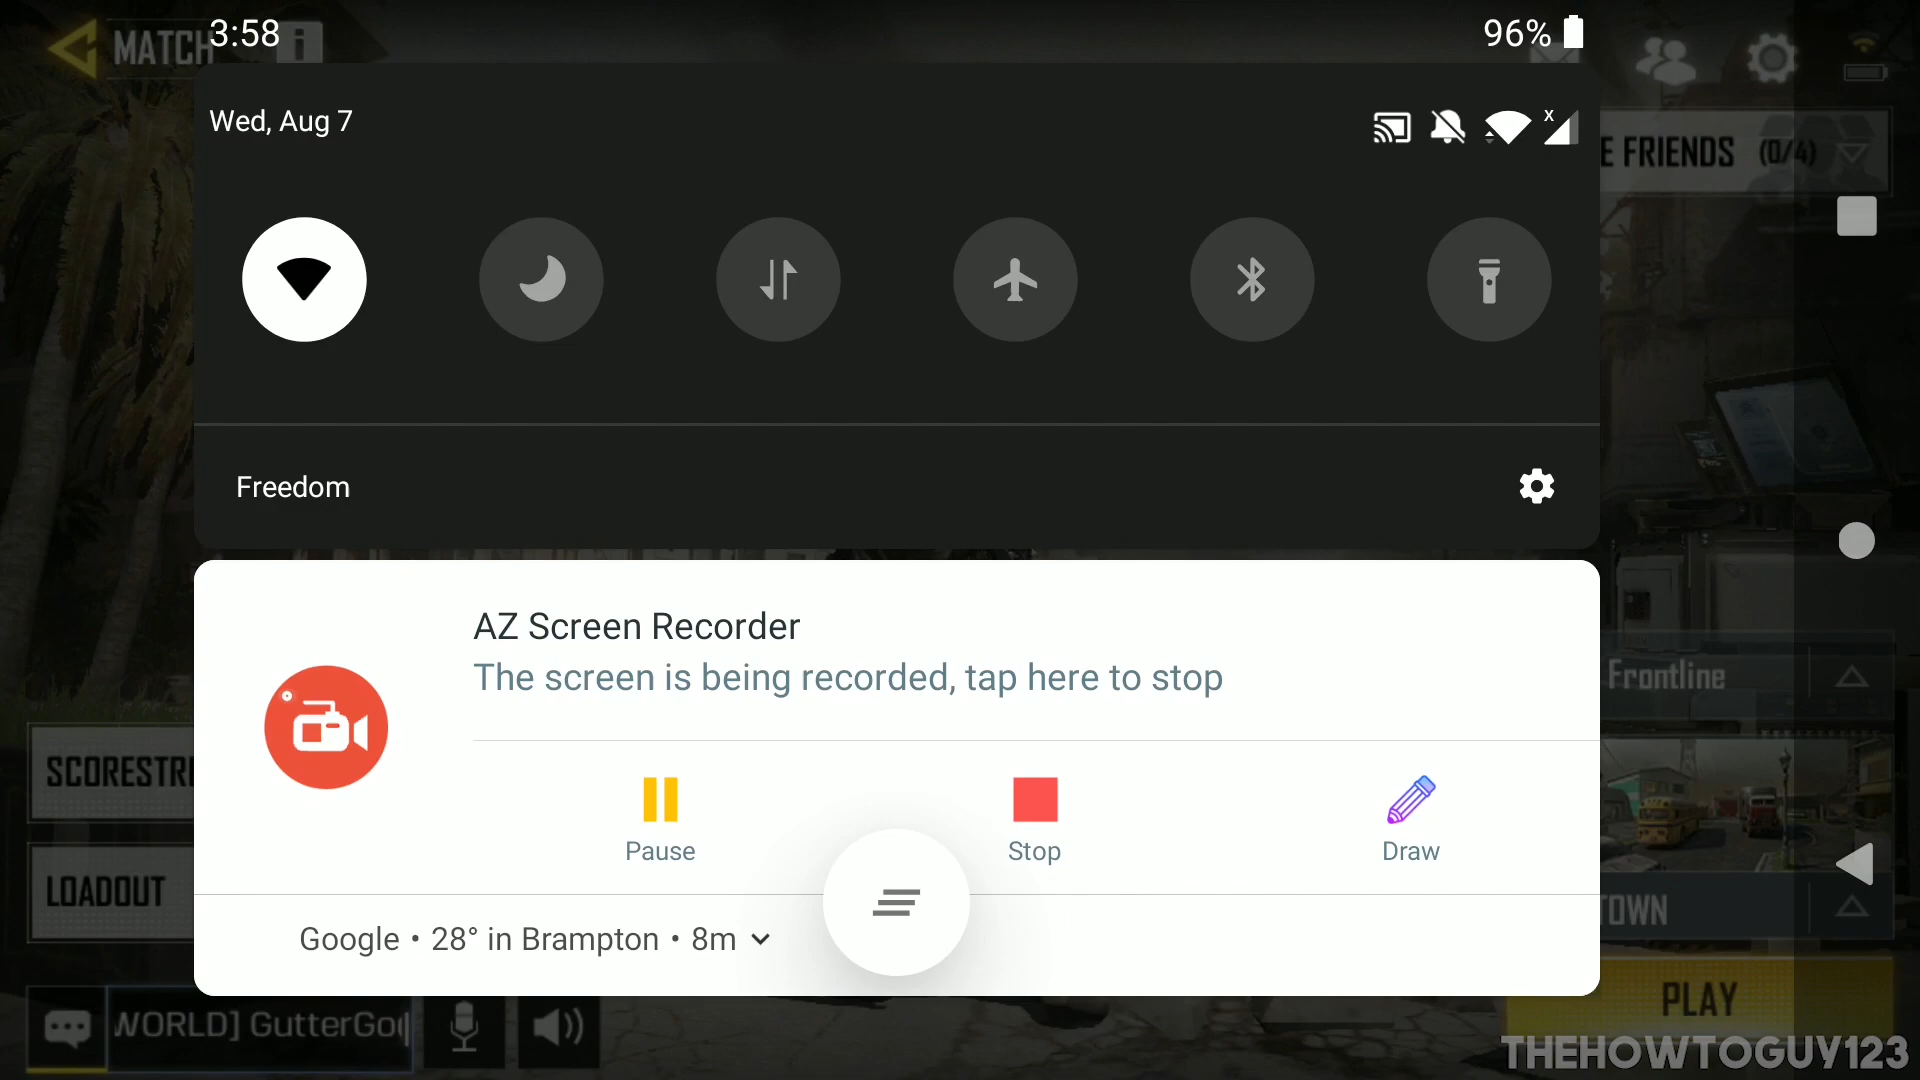 MATCH
3:58
96%
Wed, Aug 7
x
E FRIENDS (0/4)
Freedom
AZ Screen Recorder
The screen is being recorded, tap here to stop
Frontline
SCORESTR
Pause
Stop
Draw
LOADOUT
TOWN
Google • 28° in Brampton • 8m
WORLD] GutterGo
PLAY
THEHOWTOGUY123